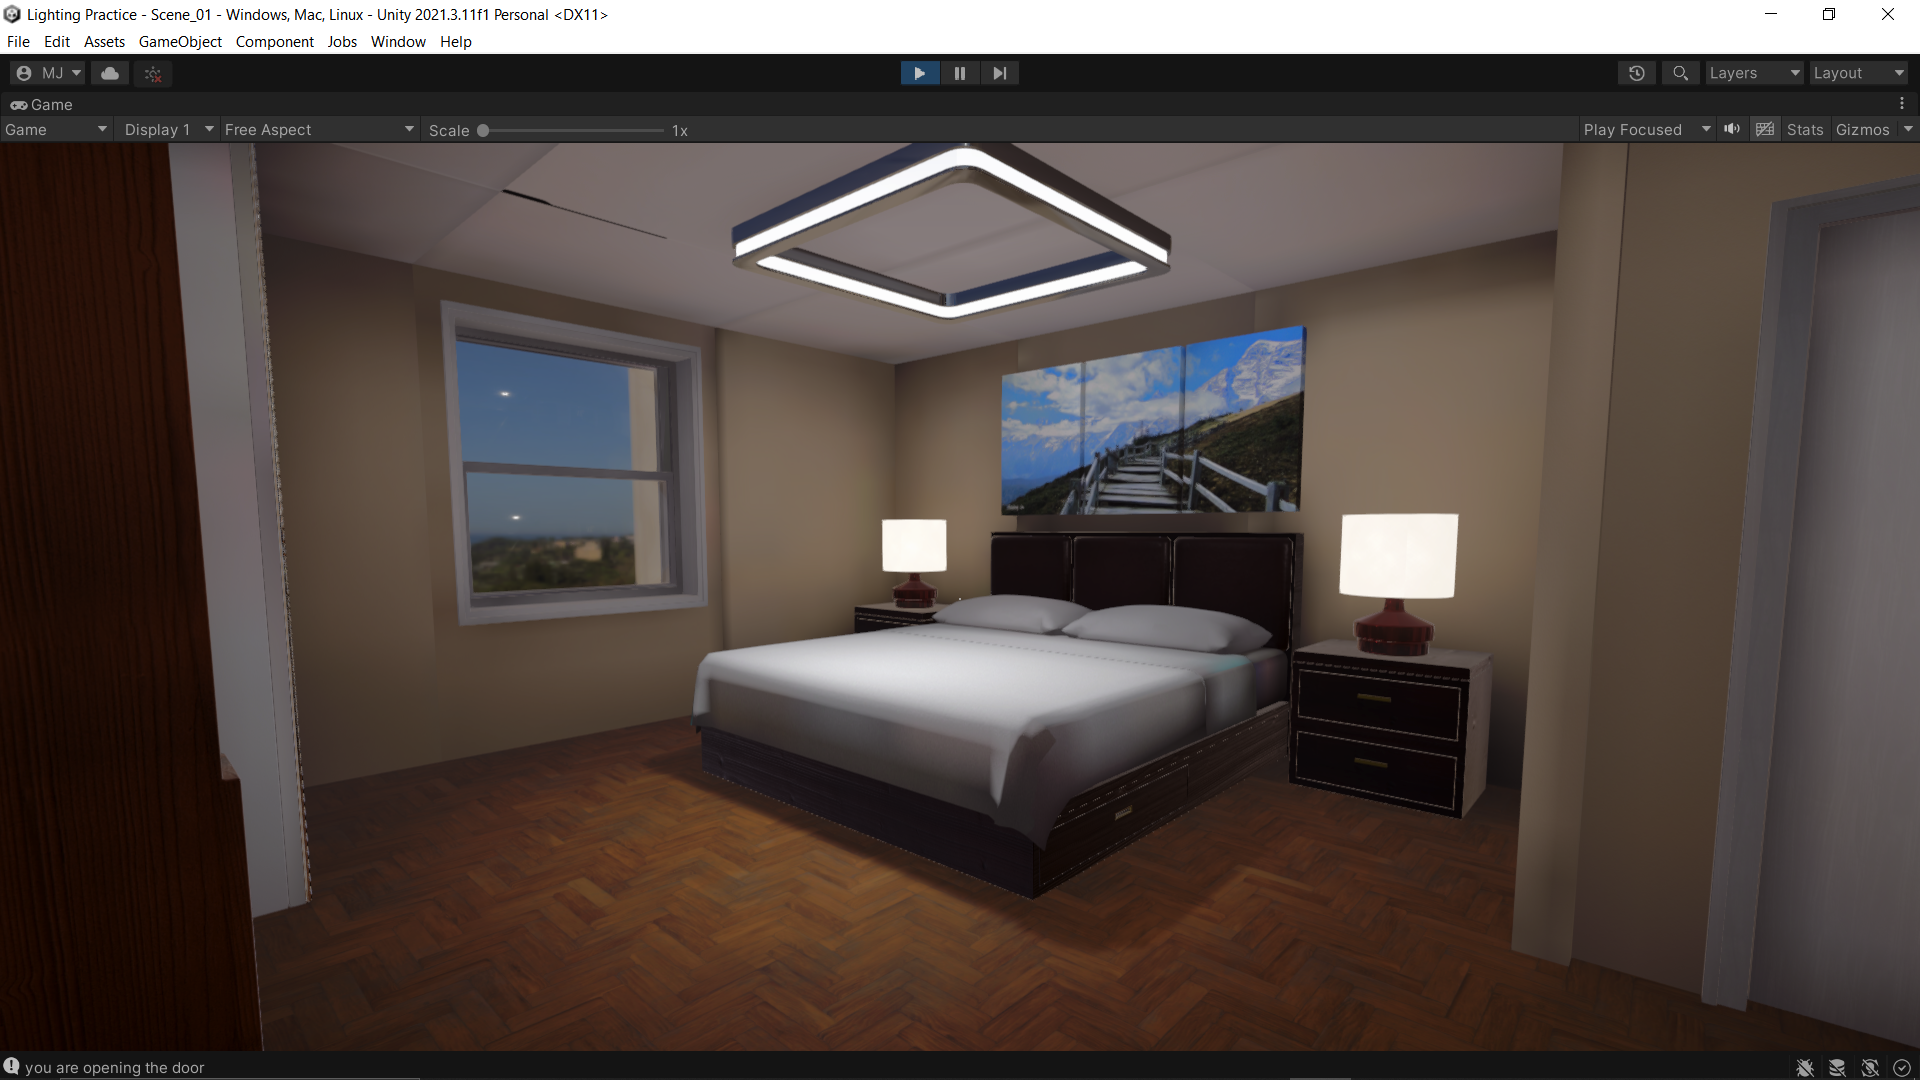 Lighting Practice - Scene_01 - Windows, Mac, Linux - Unity 2021.3.11f1 Personal <DX11>
File Edit Assets GameObject Component Jobs Window Help
MJ Layers Layout
Game
Game Display 1 Free Aspect Scale 1x Play Focused Stats Gizmos
you are opening the door